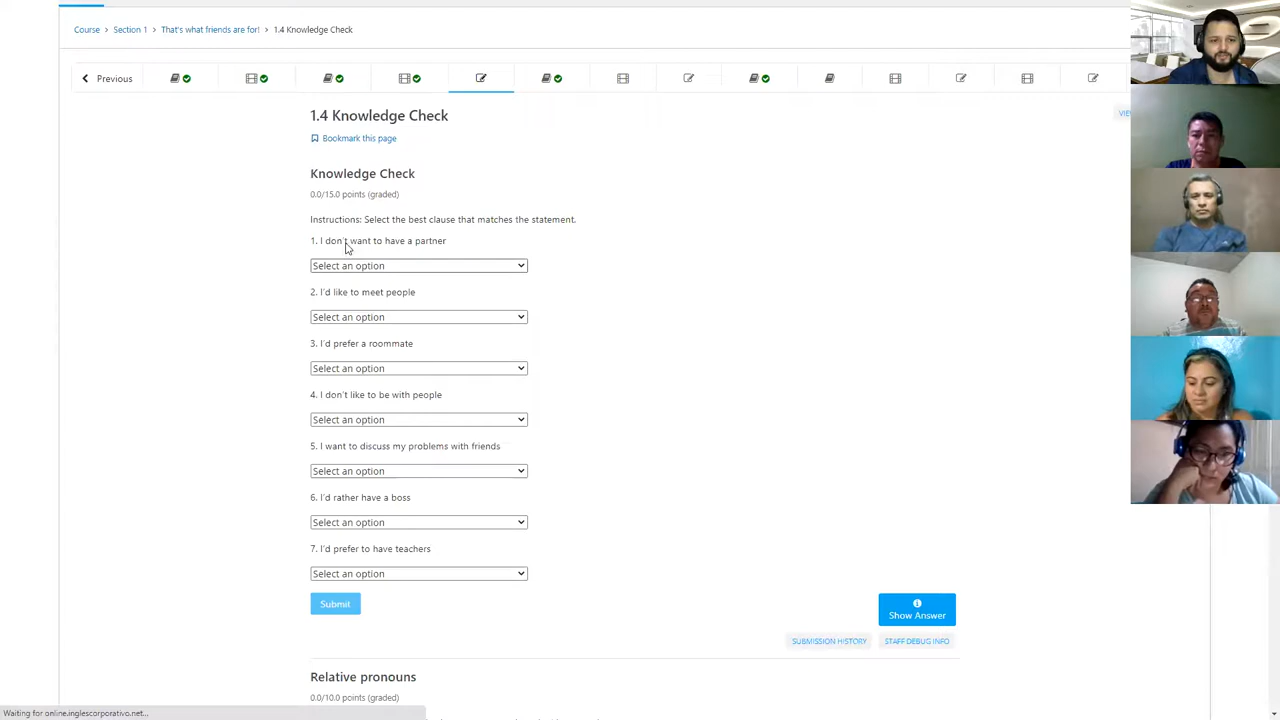 Course > Section 1 > That's what friends are for! > 1.4 Knowledge Check
Previous
1.4 Knowledge Check
Bookmark this page
Knowledge Check
0.0/15.0 points (graded)
Instructions: Select the best clause that matches the statement.
1. I don't want to have a partner
Select an option
2. I'd like to meet people
Select an option
3. I'd prefer a roommate
Select an option
4. I don't like to be with people
Select an option
5. I want to discuss my problems with friends
Select an option
6. I'd rather have a boss
Select an option
7. I'd prefer to have teachers
Select an option
Submit
Show Answer
SUBMISSION HISTORY STAFF DEBUG INFO
Relative pronouns
0.0/10.0 points (graded)
Waiting for online.inglescorporativo.net...